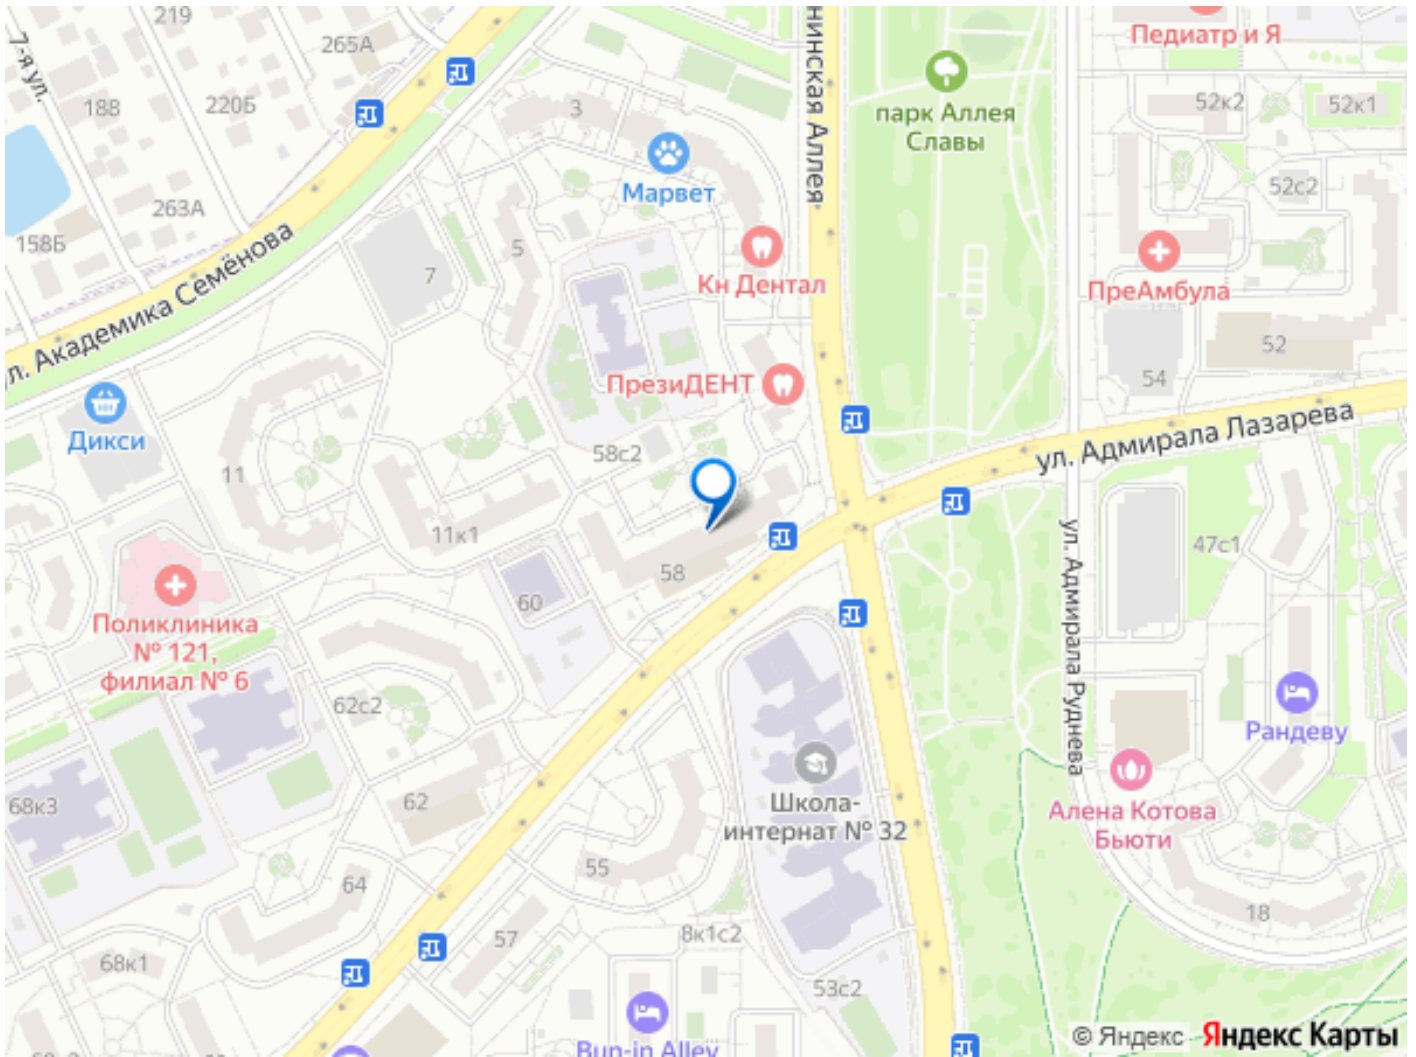 219
7-я ул.
265А
188
220Б
263А
158Б
ул. Академика Семёнова
3
Марвет
5
7
Кн Дентал
нинская Аллея
парк Аллея
Славы
Педиатр и Я
52к2
52к1
52с2
ПреАмбула
52
54
ПрезиДЕНТ
Дикси
58с2
11
11к1
ул. Адмирала Лазарева
47с1
ул. Адмирала Руднева
58
60
Поликлиника
№ 121,
филиал № 6
62с2
62
68к3
Школа-
интернат № 32
Рандеву
Алена Котова
Бьюти
55
64
57
8к1с2
18
68к1
53с2
Bun-in Alley
© Яндекс Яндекс Карты